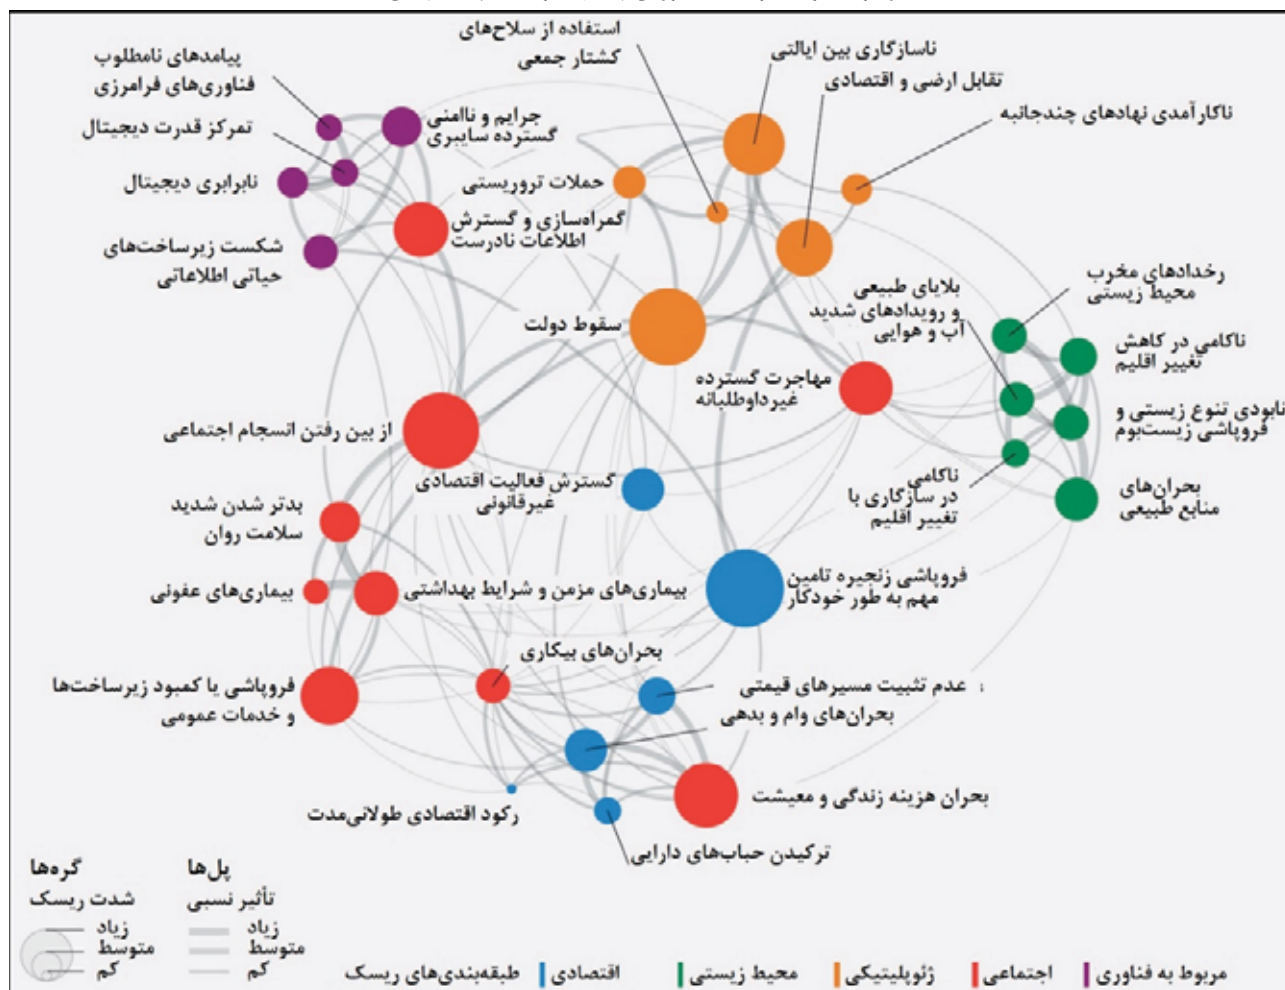 استفاده از سلاح‌های
کشتار جمعی
ناسازگاری بین ایالتی
تقابل ارضی و اقتصادی
ناکارآمدی نهادهای چندجانبه
پیامدهای نامطلوب
فناوری‌های فرامرزی
تمرکز قدرت دیجیتال
نابرابری دیجیتال
شکست زیرساخت‌های
حیاتی اطلاعاتی
جرایم و ناامنی
گسترده سایبری
حملات تروریستی
گمراه‌سازی و گسترش
اطلاعات نادرست
سقوط دولت
بلایای طبیعی
و رویدادهای شدید
آب و هوایی
رخدادهای مخرب
محیط زیستی
ناکامی در کاهش
تغییر اقلیم
نابودی تنوع زیستی و
فروپاشی زیست‌بوم
ناکامی
در سازگاری با
تغییر اقلیم
بحران‌های
منابع طبیعی
مهاجرت گسترده
غیرداوطلبانه
از بین رفتن انسجام اجتماعی
گسترش فعالیت اقتصادی
غیرقانونی
بدتر شدن شدید
سلامت روان
بیماری‌های عفونی
بیماری‌های مزمن و شرایط بهداشتی
فروپاشی زنجیره تامین
مهم به طور خودکار
بحران‌های بیکاری
فروپاشی یا کمبود زیرساخت‌ها
و خدمات عمومی
عدم تثبیت مسیرهای قیمتی
بحران‌های وام و بدهی
رکود اقتصادی طولانی‌مدت
بحران هزینه زندگی و معیشت
ترکیدن حباب‌های دارایی
پل‌ها
تأثیر نسبی
زیاد
متوسط
کم
گره‌ها
شدت ریسک
زیاد
متوسط
کم
مربوط به فناوری
اجتماعی
ژئوپلیتیکی
محیط زیستی
اقتصادی
طبقه‌بندی‌های ریسک